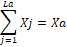 La
∑ Xj = Xa
j=1